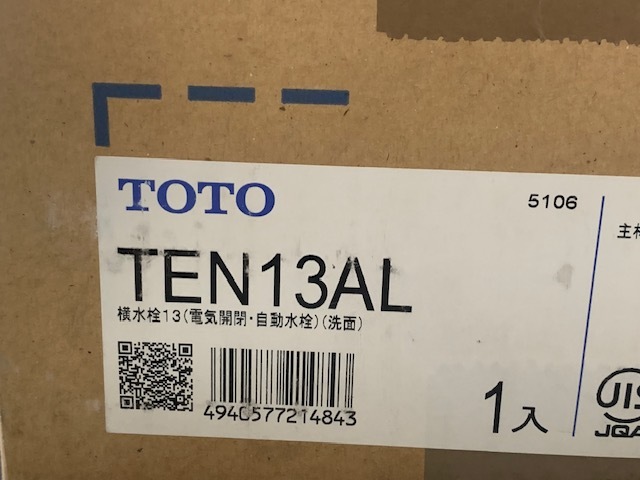 TOTO
5106
主材
TEN13AL
横水栓13(電気開閉・自動水栓)(洗面)
4940577214843
1入
JIS
JQA